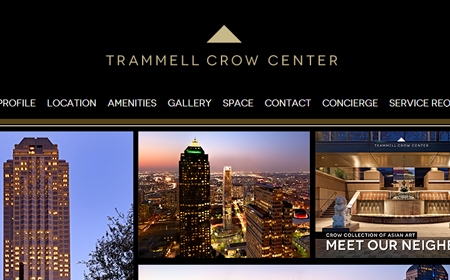 TRAMMELL CROW CENTER
PROFILE LOCATION AMENITIES GALLERY SPACE CONTACT CONCIERGE SERVICE REQ
TRAMMELL CROW CENTER
CROW COLLECTION OF ASIAN ART
MEET OUR NEIGHB